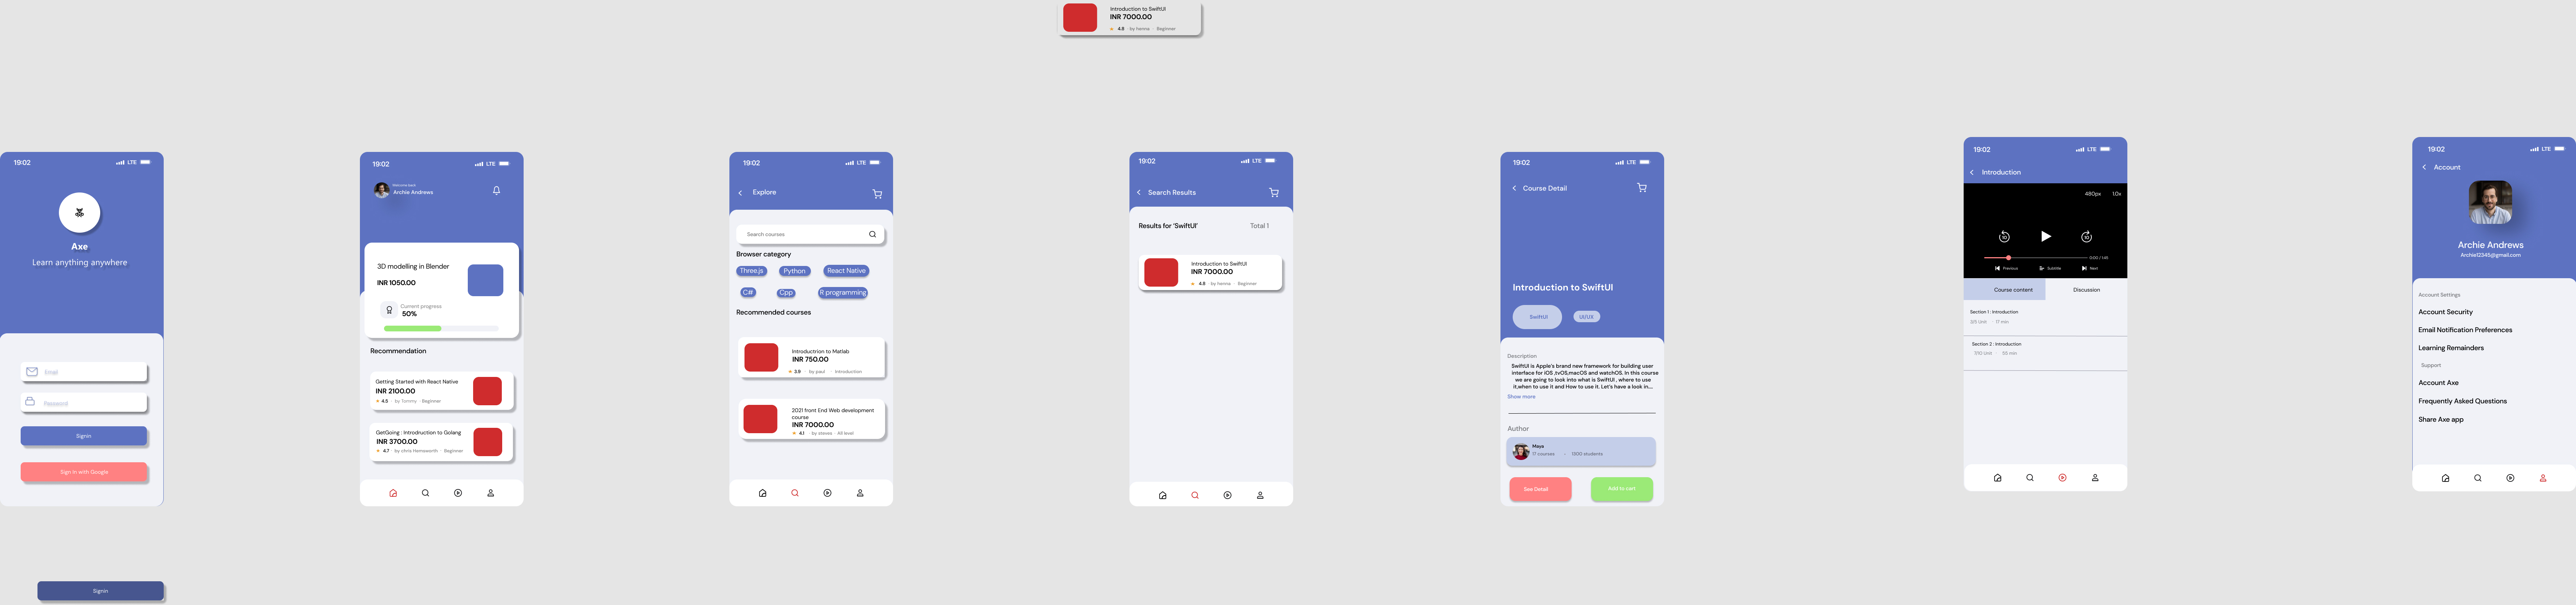 Introduction to SwiftUI
INR 7000.00
4.8 · by hanna · Beginner
19:02 LTE
Axe
Learn anything anywhere
Email
Password
Signin
Sign in with Google
Signin
19:02 LTE
Welcome back
Archie Andrews
3D modelling in Blender
INR 1050.00
Current progress
50%
Recommendation
Getting Started with React Native
INR 2100.00
4.5 · by Tommy · Beginner
GetGoing : Introdruction to Golang
INR 3700.00
4.7 · by chris Hemsworth · Beginner
19:02 LTE
Explore
Search courses
Browser category
Three.js Python React Native
C# Cpp R programming
Recommended courses
Introductrion to Matlab
INR 750.00
3.9 · by paul · Introduction
2021 front End Web development
course
INR 7000.00
4.1 · by steves · All level
19:02 LTE
Search Results
Results for 'SwiftUI' Total 1
Introduction to SwiftUI
INR 7000.00
4.8 · by hanna · Beginner
19:02 LTE
Course Detail
Introduction to SwiftUI
SwiftUI UI/UX
Description
SwiftUI is Apple's brand new framework for building user
interface for iOS ,tvOS,macOS and watchOS. In this course
we are going to look into what is SwiftUI , where to use
it,when to use it and How to use it. Let's have a look in....
Show more
Author
Maya
17 courses · 1300 students
See Detail Add to cart
19:02 LTE
Introduction
480px 1.0x
10 10
0:00 / 1:46
Previous Subtitle Next
Course content Discussion
Section 1 : Introduction
3/5 Unit · 17 min
Section 2 : Introduction
7/10 Unit · 55 min
19:02 LTE
Account
Archie Andrews
Archie12345@gmail.com
Account Settings
Account Security
Email Notification Preferences
Learning Remainders
Support
Account Axe
Frequently Asked Questions
Share Axe app